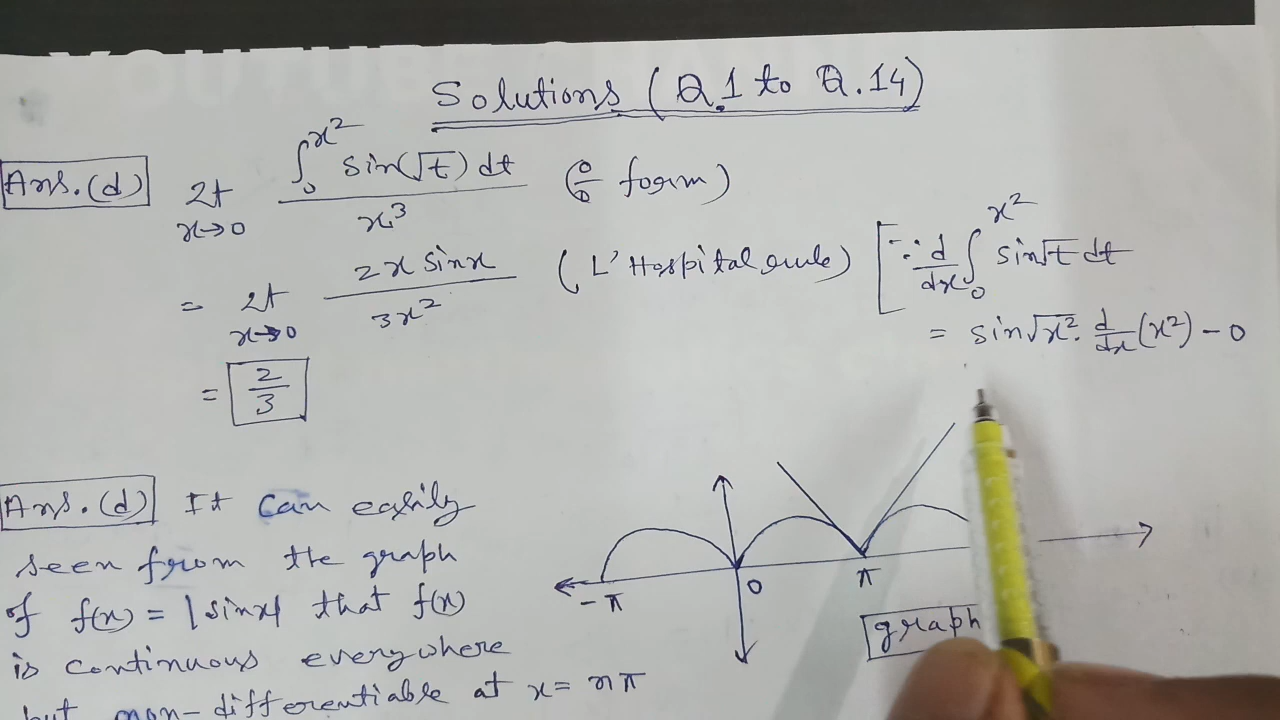 Solutions (Q.1 to Q.14)
Ans.(d) Lt x→0 ∫₀^x² sin(√t) dt / x³ (0/0 form)
= Lt x→0 2x sinx / 3x² (L'Hospital rule) [∵ d/dx ∫₀^x² sin√t dt
= sin√x² · d/dx (x²) − 0
= 2/3
Ans.(d) It can easily
seen from the graph
of f(x) = |sinx| that f(x)
is continuous everywhere
but non-differentiable at x = nπ
-π 0 π
graph